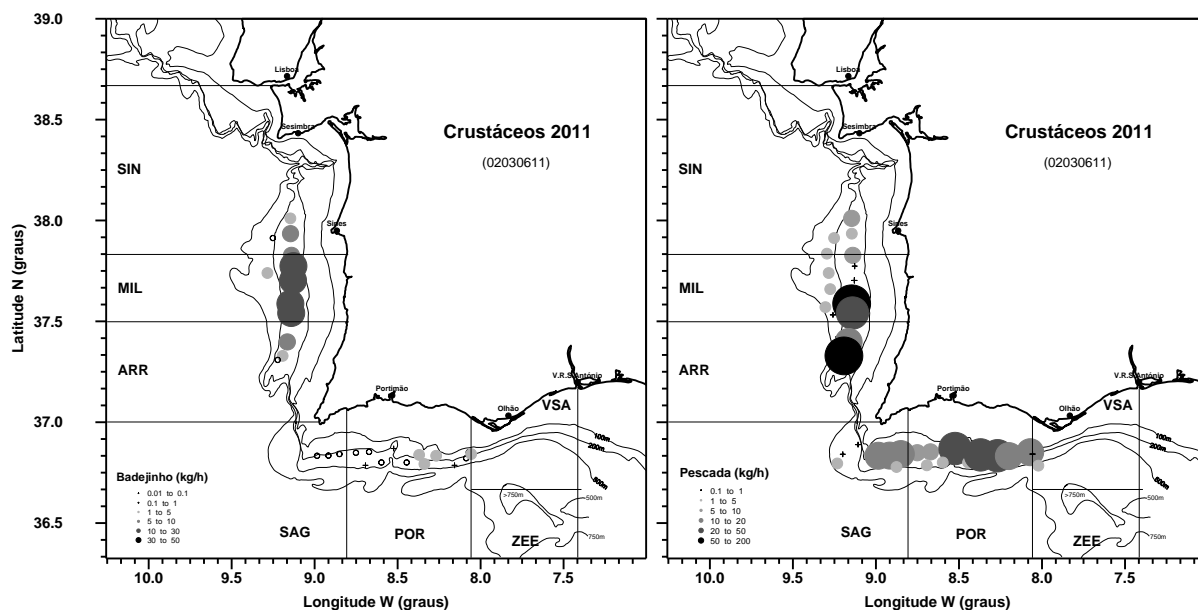 39.0
38.5
38.0
37.5
37.0
36.5
Latitude N (graus)
Lisboa
Sesimbra
Sines
Crustáceos 2011
(02030611)
SIN
MIL
ARR
Portimão
Olhão
V.R.S.António
VSA
100m
200m
500m
>750m
500m
750m
Badejinho (kg/h)
0.01 to 0.1
0.1 to 1
1 to 5
5 to 10
10 to 30
30 to 50
SAG
POR
ZEE
10.0 9.5 9.0 8.5 8.0 7.5
Longitude W (graus)
Lisboa
Sesimbra
Sines
Crustáceos 2011
(02030611)
SIN
MIL
ARR
Portimão
Olhão
V.R.S.António
VSA
100m
200m
500m
>750m
500m
750m
Pescada (kg/h)
0.1 to 1
1 to 5
5 to 10
10 to 20
20 to 50
50 to 200
SAG
POR
ZEE
10.0 9.5 9.0 8.5 8.0 7.5
Longitude W (graus)